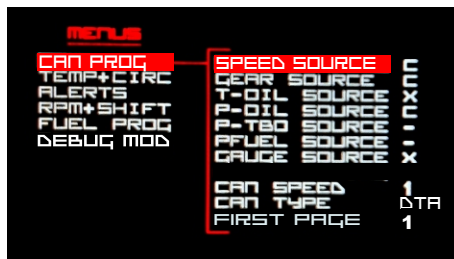 MENUS
CAN PROG
TEMP+CIRC
ALERTS
RPM+SHIFT
FUEL PROG
DEBUG MOD
SPEED SOURCE C
GEAR SOURCE C
T-OIL SOURCE X
P-OIL SOURCE C
P-TBO SOURCE -
PFUEL SOURCE -
GAUGE SOURCE X
CAN SPEED 1
CAN TYPE DTA
FIRST PAGE 1